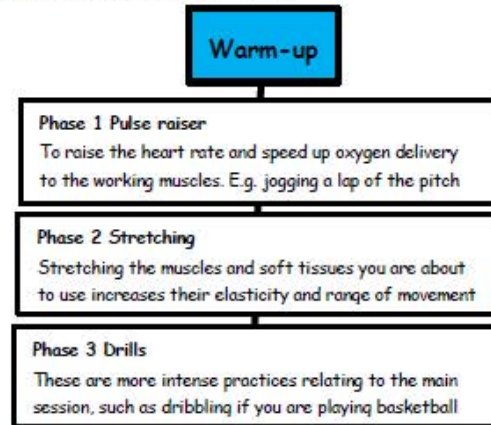 Warm-up
Phase 1 Pulse raiser
To raise the heart rate and speed up oxygen delivery
to the working muscles. E.g. jogging a lap of the pitch
Phase 2 Stretching
Stretching the muscles and soft tissues you are about
to use increases their elasticity and range of movement
Phase 3 Drills
These are more intense practices relating to the main
session, such as dribbling if you are playing basketball